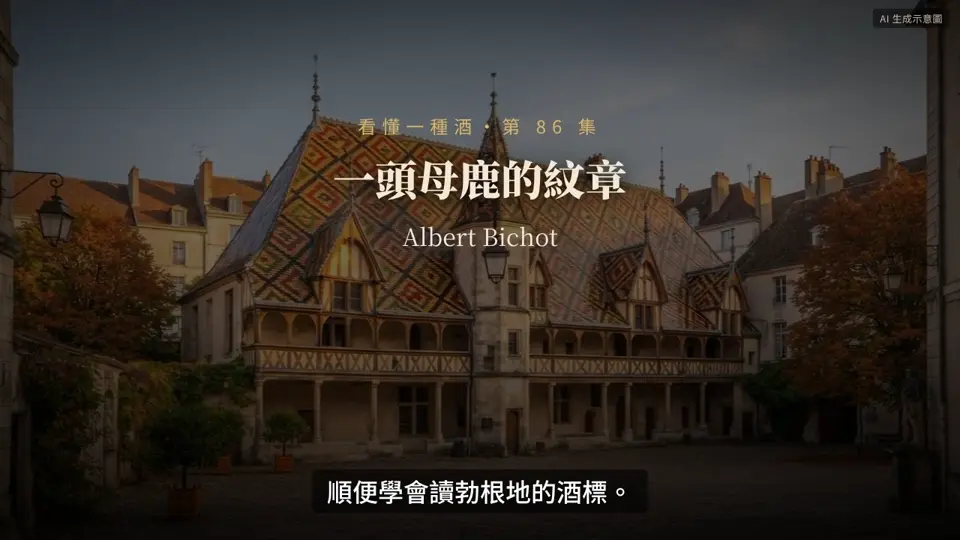 AI 生成示意圖
看懂一種酒・第 86 集
一頭母鹿的紋章
Albert Bichot
順便學會讀勃根地的酒標。